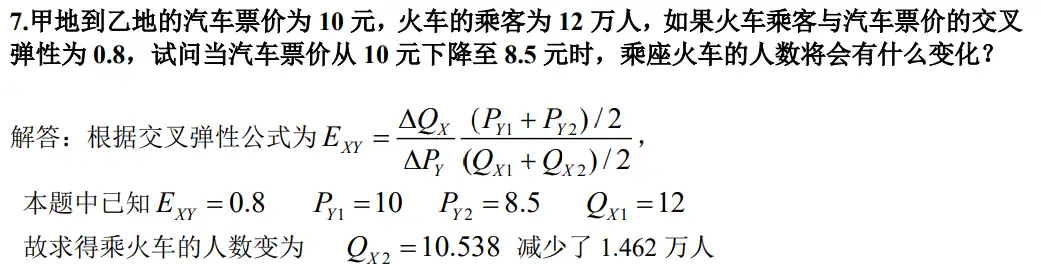 7.甲地到乙地的汽车票价为 10 元，火车的乘客为 12 万人，如果火车乘客与汽车票价的交叉
弹性为 0.8，试问当汽车票价从 10 元下降至 8.5 元时，乘座火车的人数将会有什么变化？
解答：根据交叉弹性公式为 E_{XY} = \frac{ΔQ_X}{ΔP_Y} \frac{(P_{Y1} + P_{Y2})/2}{(Q_{X1} + Q_{X2})/2}，
本题中已知 E_{XY} = 0.8 P_{Y1} = 10 P_{Y2} = 8.5 Q_{X1} = 12
故求得乘火车的人数变为 Q_{X2} = 10.538 减少了 1.462 万人